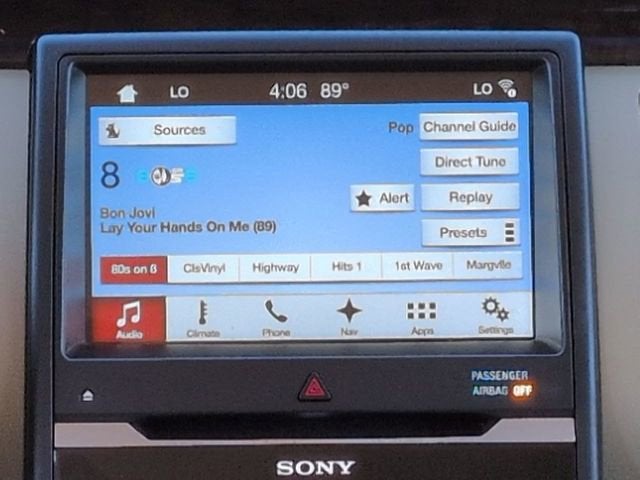 LO 4:06 89° LO
Sources
Pop Channel Guide
Direct Tune
8
Alert Replay
Bon Jovi
Lay Your Hands On Me (89)
Presets
80s on 8 ClsVinyl Highway Hits 1 1st Wave Margvlle
Audio Climate Phone Nav Apps Settings
PASSENGER
AIRBAG OFF
SONY